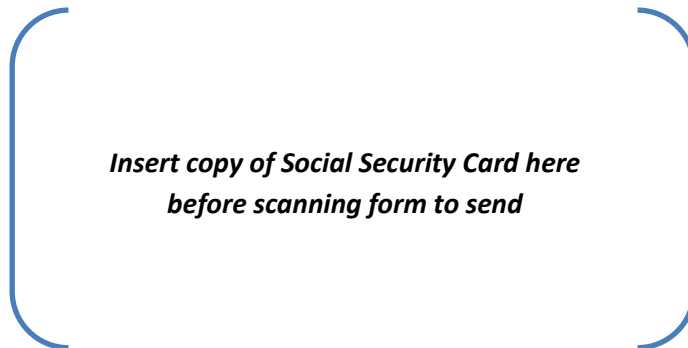 Insert copy of Social Security Card here
before scanning form to send